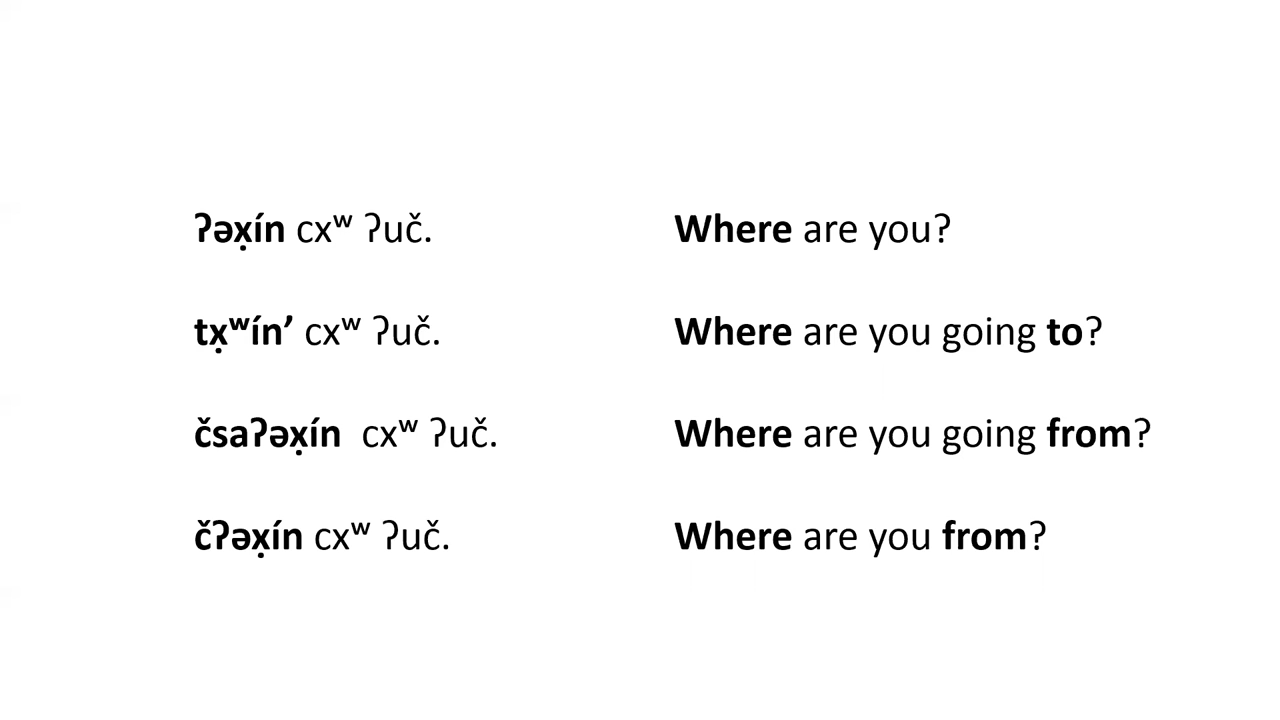 ʔəx̣ín cxʷ ʔuč. Where are you?
tx̣ʷín’ cxʷ ʔuč. Where are you going to?
čsaʔəx̣ín cxʷ ʔuč. Where are you going from?
čʔəx̣ín cxʷ ʔuč. Where are you from?